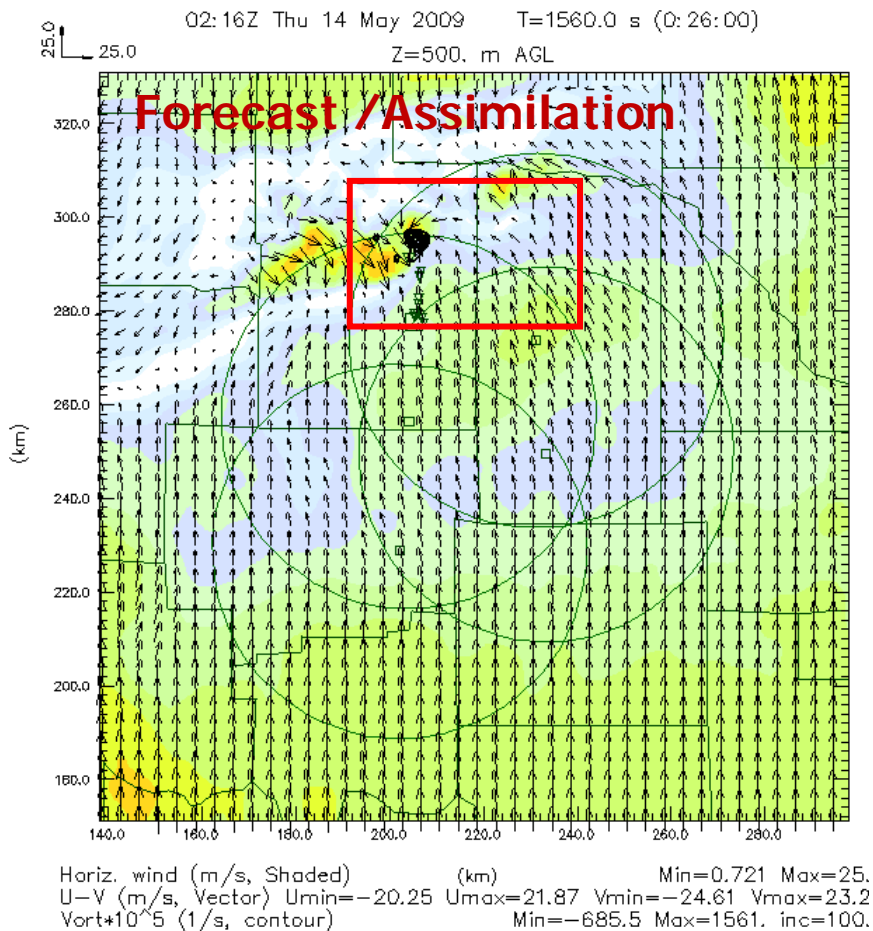 02:16Z Thu 14 May 2009 T=1560.0 s (0:26:00)
25.0
25.0
Z=500. m AGL
Forecast /Assimilation
320.0
300.0
280.0
260.0
(km)
240.0
220.0
200.0
180.0
140.0 160.0 180.0 200.0 220.0 240.0 260.0 280.0
Horiz. wind (m/s, Shaded) (km) Min=0.721 Max=25.
U-V (m/s, Vector) Umin=-20.25 Umax=21.87 Vmin=-24.61 Vmax=23.2
Vort*10^5 (1/s, contour) Min=-685.5 Max=1561. inc=100.